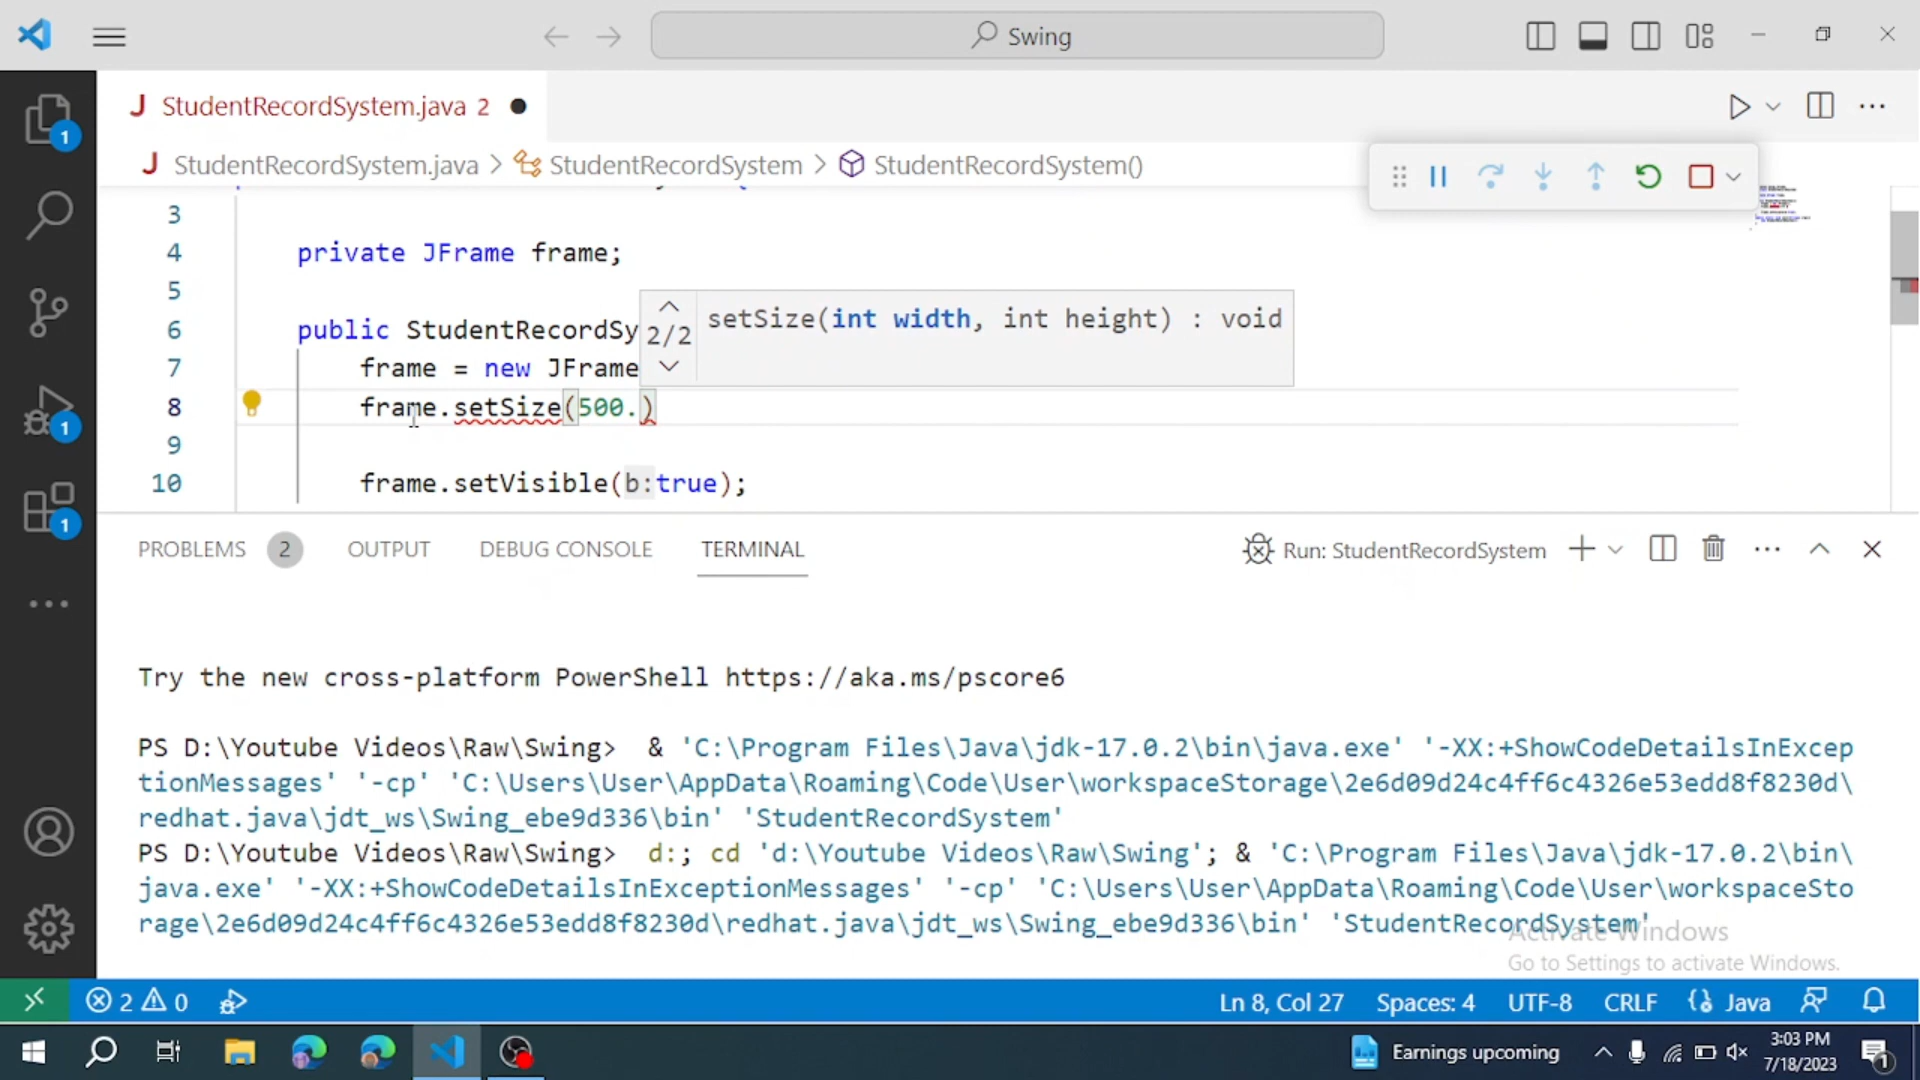 Swing
StudentRecordSystem.java 2
StudentRecordSystem.java > StudentRecordSystem > StudentRecordSystem()
3
4 private JFrame frame;
5
6 public StudentRecordSy
2/2 setSize(int width, int height) : void
7 frame = new JFrame
8 frame.setSize(500.)
9
10 frame.setVisible(b:true);
PROBLEMS 2 OUTPUT DEBUG CONSOLE TERMINAL Run: StudentRecordSystem
Try the new cross-platform PowerShell https://aka.ms/pscore6
PS D:\Youtube Videos\Raw\Swing>  & 'C:\Program Files\Java\jdk-17.0.2\bin\java.exe' '-XX:+ShowCodeDetailsInExcep
tionMessages' '-cp' 'C:\Users\User\AppData\Roaming\Code\User\workspaceStorage\2e6d09d24c4ff6c4326e53edd8f8230d\
redhat.java\jdt_ws\Swing_ebe9d336\bin' 'StudentRecordSystem'
PS D:\Youtube Videos\Raw\Swing>  d:; cd 'd:\Youtube Videos\Raw\Swing'; & 'C:\Program Files\Java\jdk-17.0.2\bin\
java.exe' '-XX:+ShowCodeDetailsInExceptionMessages' '-cp' 'C:\Users\User\AppData\Roaming\Code\User\workspaceSto
rage\2e6d09d24c4ff6c4326e53edd8f8230d\redhat.java\jdt_ws\Swing_ebe9d336\bin' 'StudentRecordSystem'
Activate Windows
Go to Settings to activate Windows.
1
1
1
2 0 Ln 8, Col 27 Spaces: 4 UTF-8 CRLF Java
Earnings upcoming
3:03 PM
7/18/2023
1